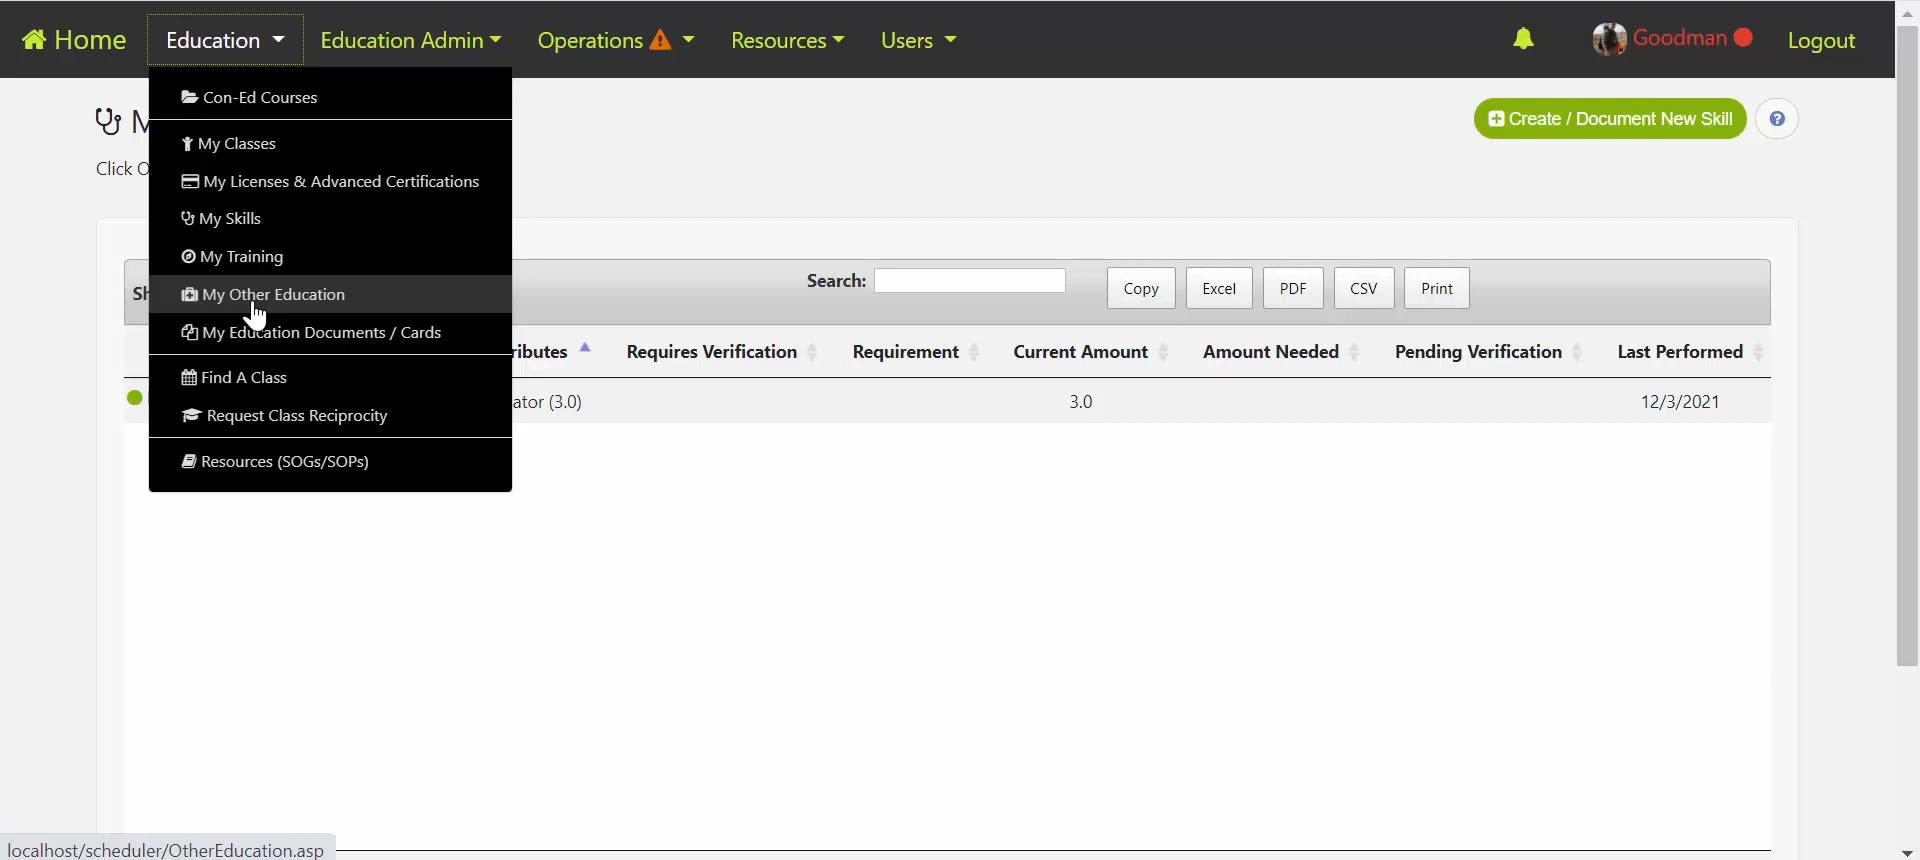 Home Education Education Admin Operations Resources Users Goodman Logout
Con-Ed Courses
My Classes
My Licenses & Advanced Certifications
My Skills
My Training
My Other Education
My Education Documents / Cards
Find A Class
Request Class Reciprocity
Resources (SOGs/SOPs)
M
Create / Document New Skill ?
Click O
Sh Search: Copy Excel PDF CSV Print
ributes Requires Verification Requirement Current Amount Amount Needed Pending Verification Last Performed
ator (3.0) 3.0 12/3/2021
localhost/scheduler/OtherEducation.asp